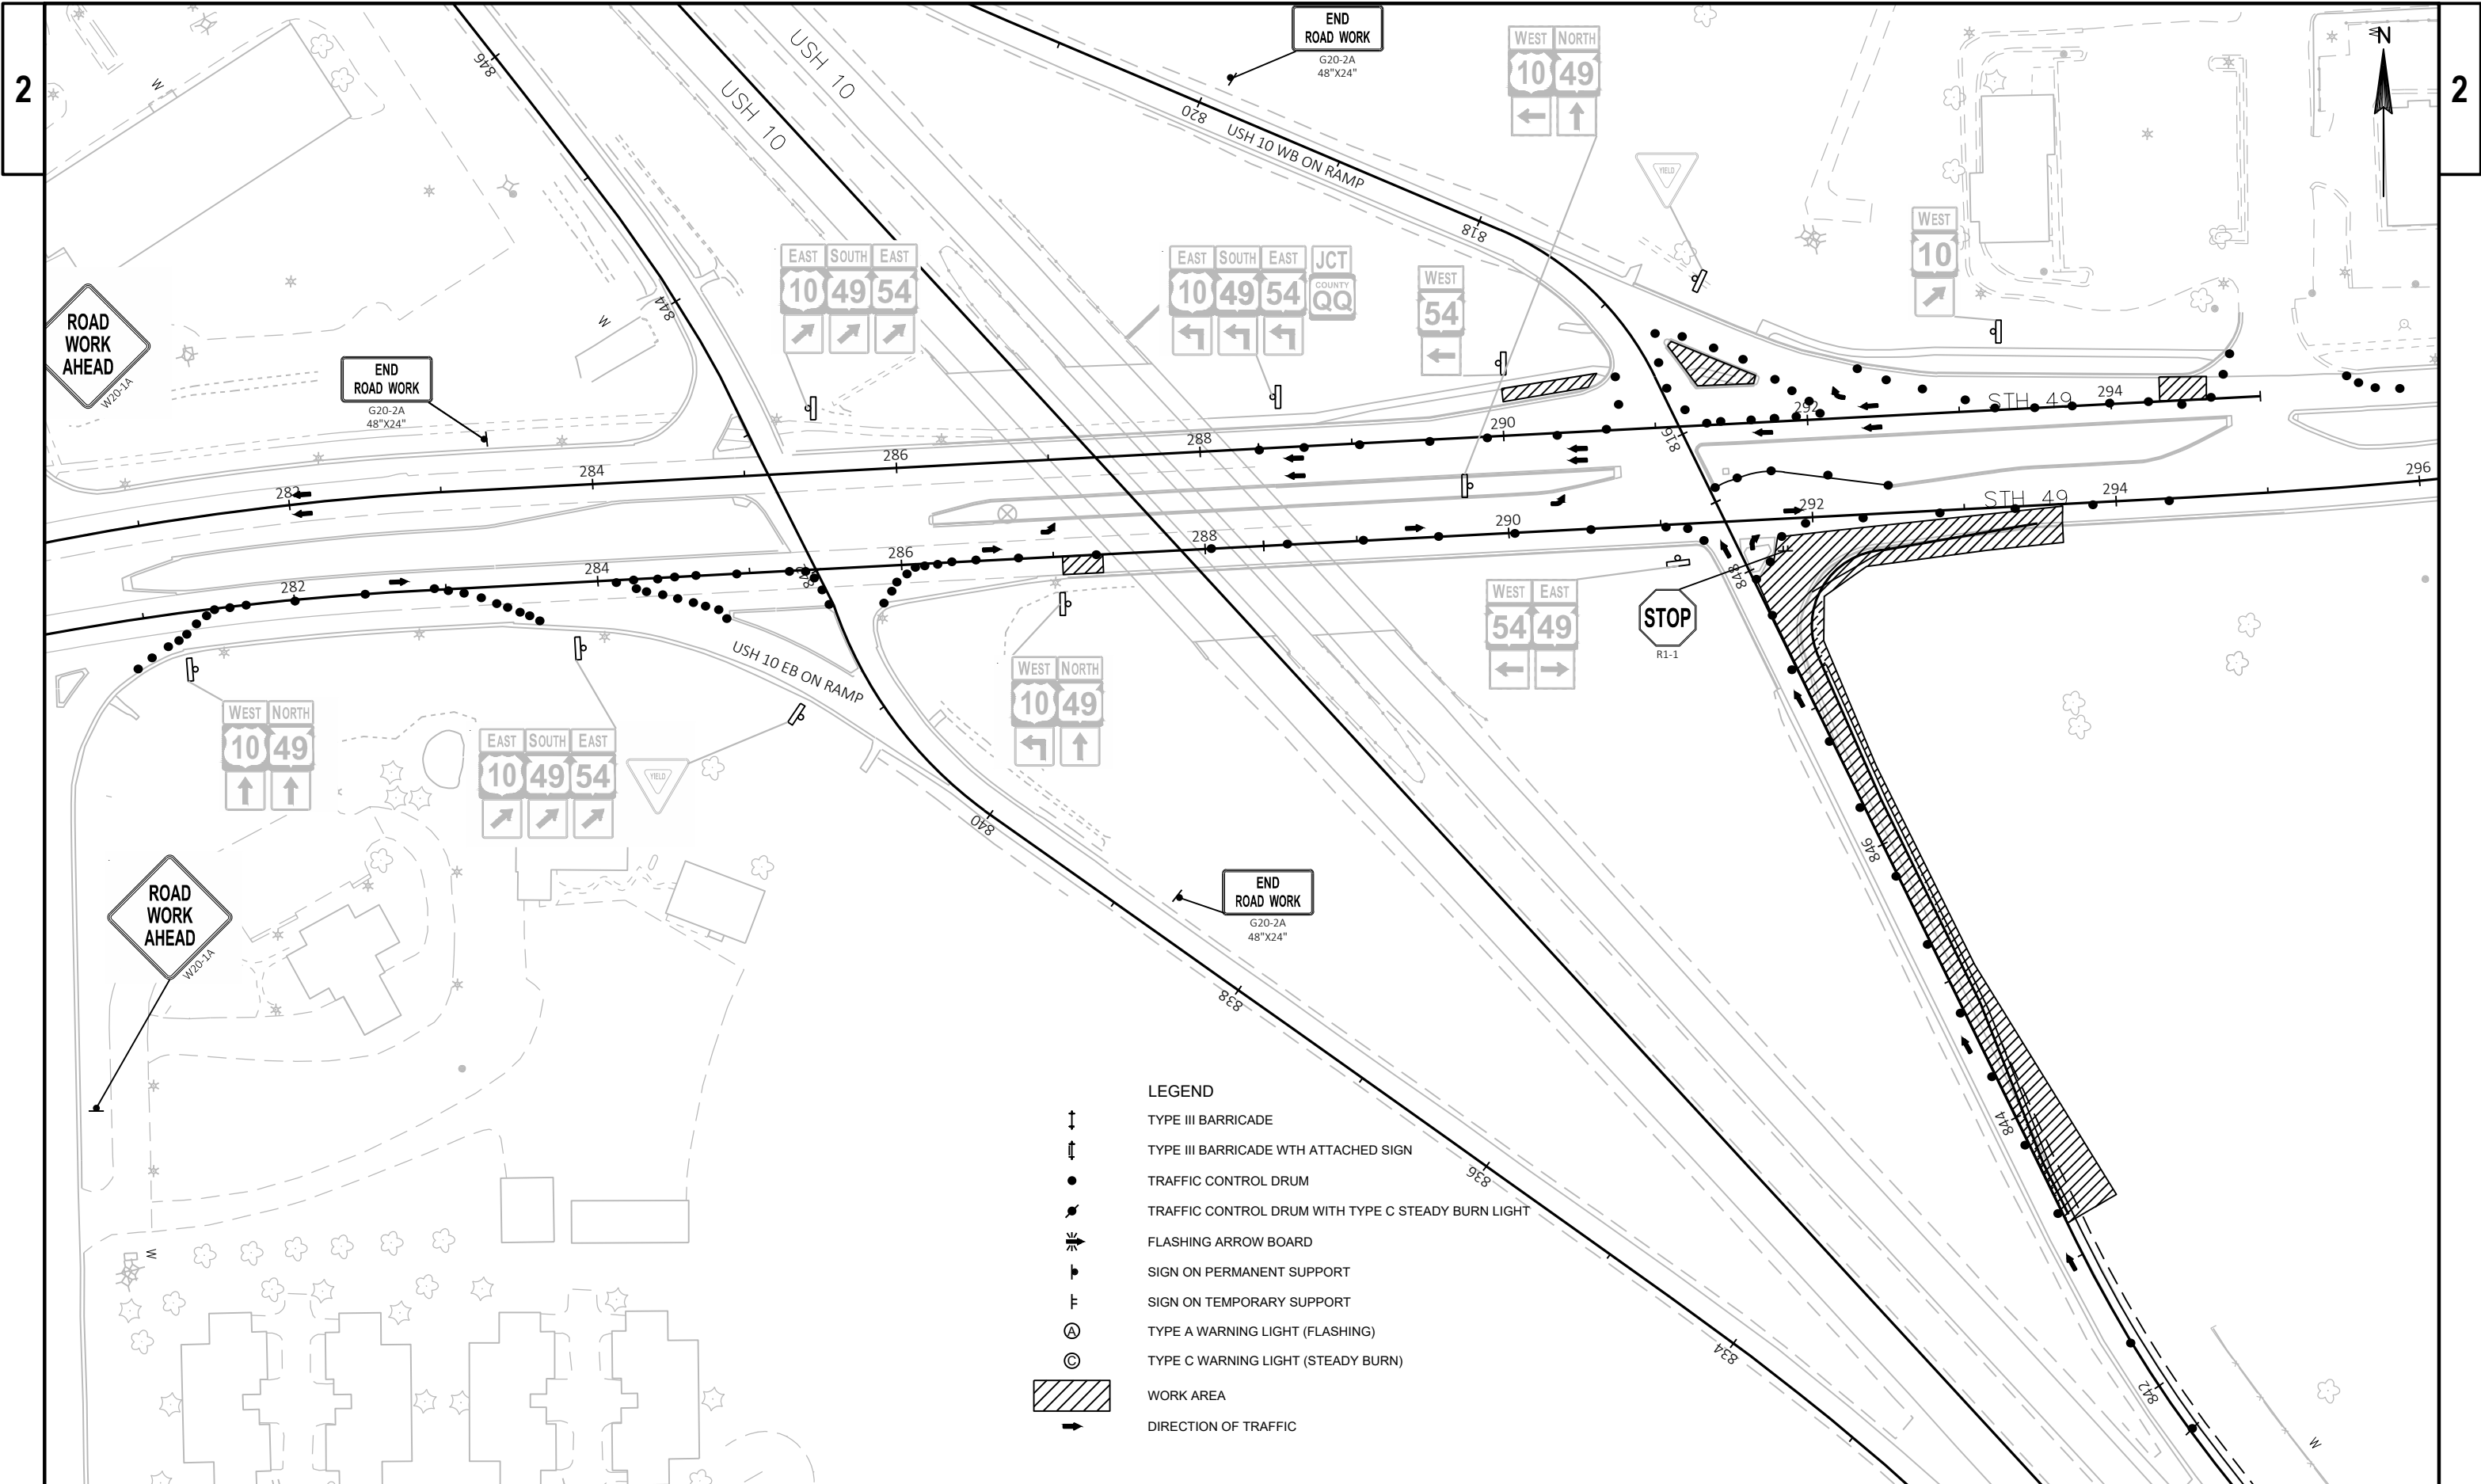 2
2
N
END
ROAD WORK
G20-2A
48"X24"
WEST NORTH
10 49
USH 10
USH 10
846
820
USH 10 WB ON RAMP
818
YIELD
WEST
10
W
W
ROAD
WORK
AHEAD
W20-1A
844
W
EAST SOUTH EAST
10 49 54
EAST SOUTH EAST JCT
10 49 54 COUNTY
QQ
WEST
54
END
ROAD WORK
G20-2A
48"X24"
282
284
286
288
290
292
STH 49
294
816
296
282
284
286
288
290
292
STH 49
294
842
848
USH 10 EB ON RAMP
WEST NORTH
10 49
EAST SOUTH EAST
10 49 54
YIELD
WEST NORTH
10 49
WEST EAST
54 49
STOP
R1-1
840
846
ROAD
WORK
AHEAD
W20-1A
END
ROAD WORK
G20-2A
48"X24"
838
844
836
834
842
W
W
LEGEND
TYPE III BARRICADE
TYPE III BARRICADE WTH ATTACHED SIGN
TRAFFIC CONTROL DRUM
TRAFFIC CONTROL DRUM WITH TYPE C STEADY BURN LIGHT
FLASHING ARROW BOARD
SIGN ON PERMANENT SUPPORT
SIGN ON TEMPORARY SUPPORT
A TYPE A WARNING LIGHT (FLASHING)
C TYPE C WARNING LIGHT (STEADY BURN)
WORK AREA
DIRECTION OF TRAFFIC